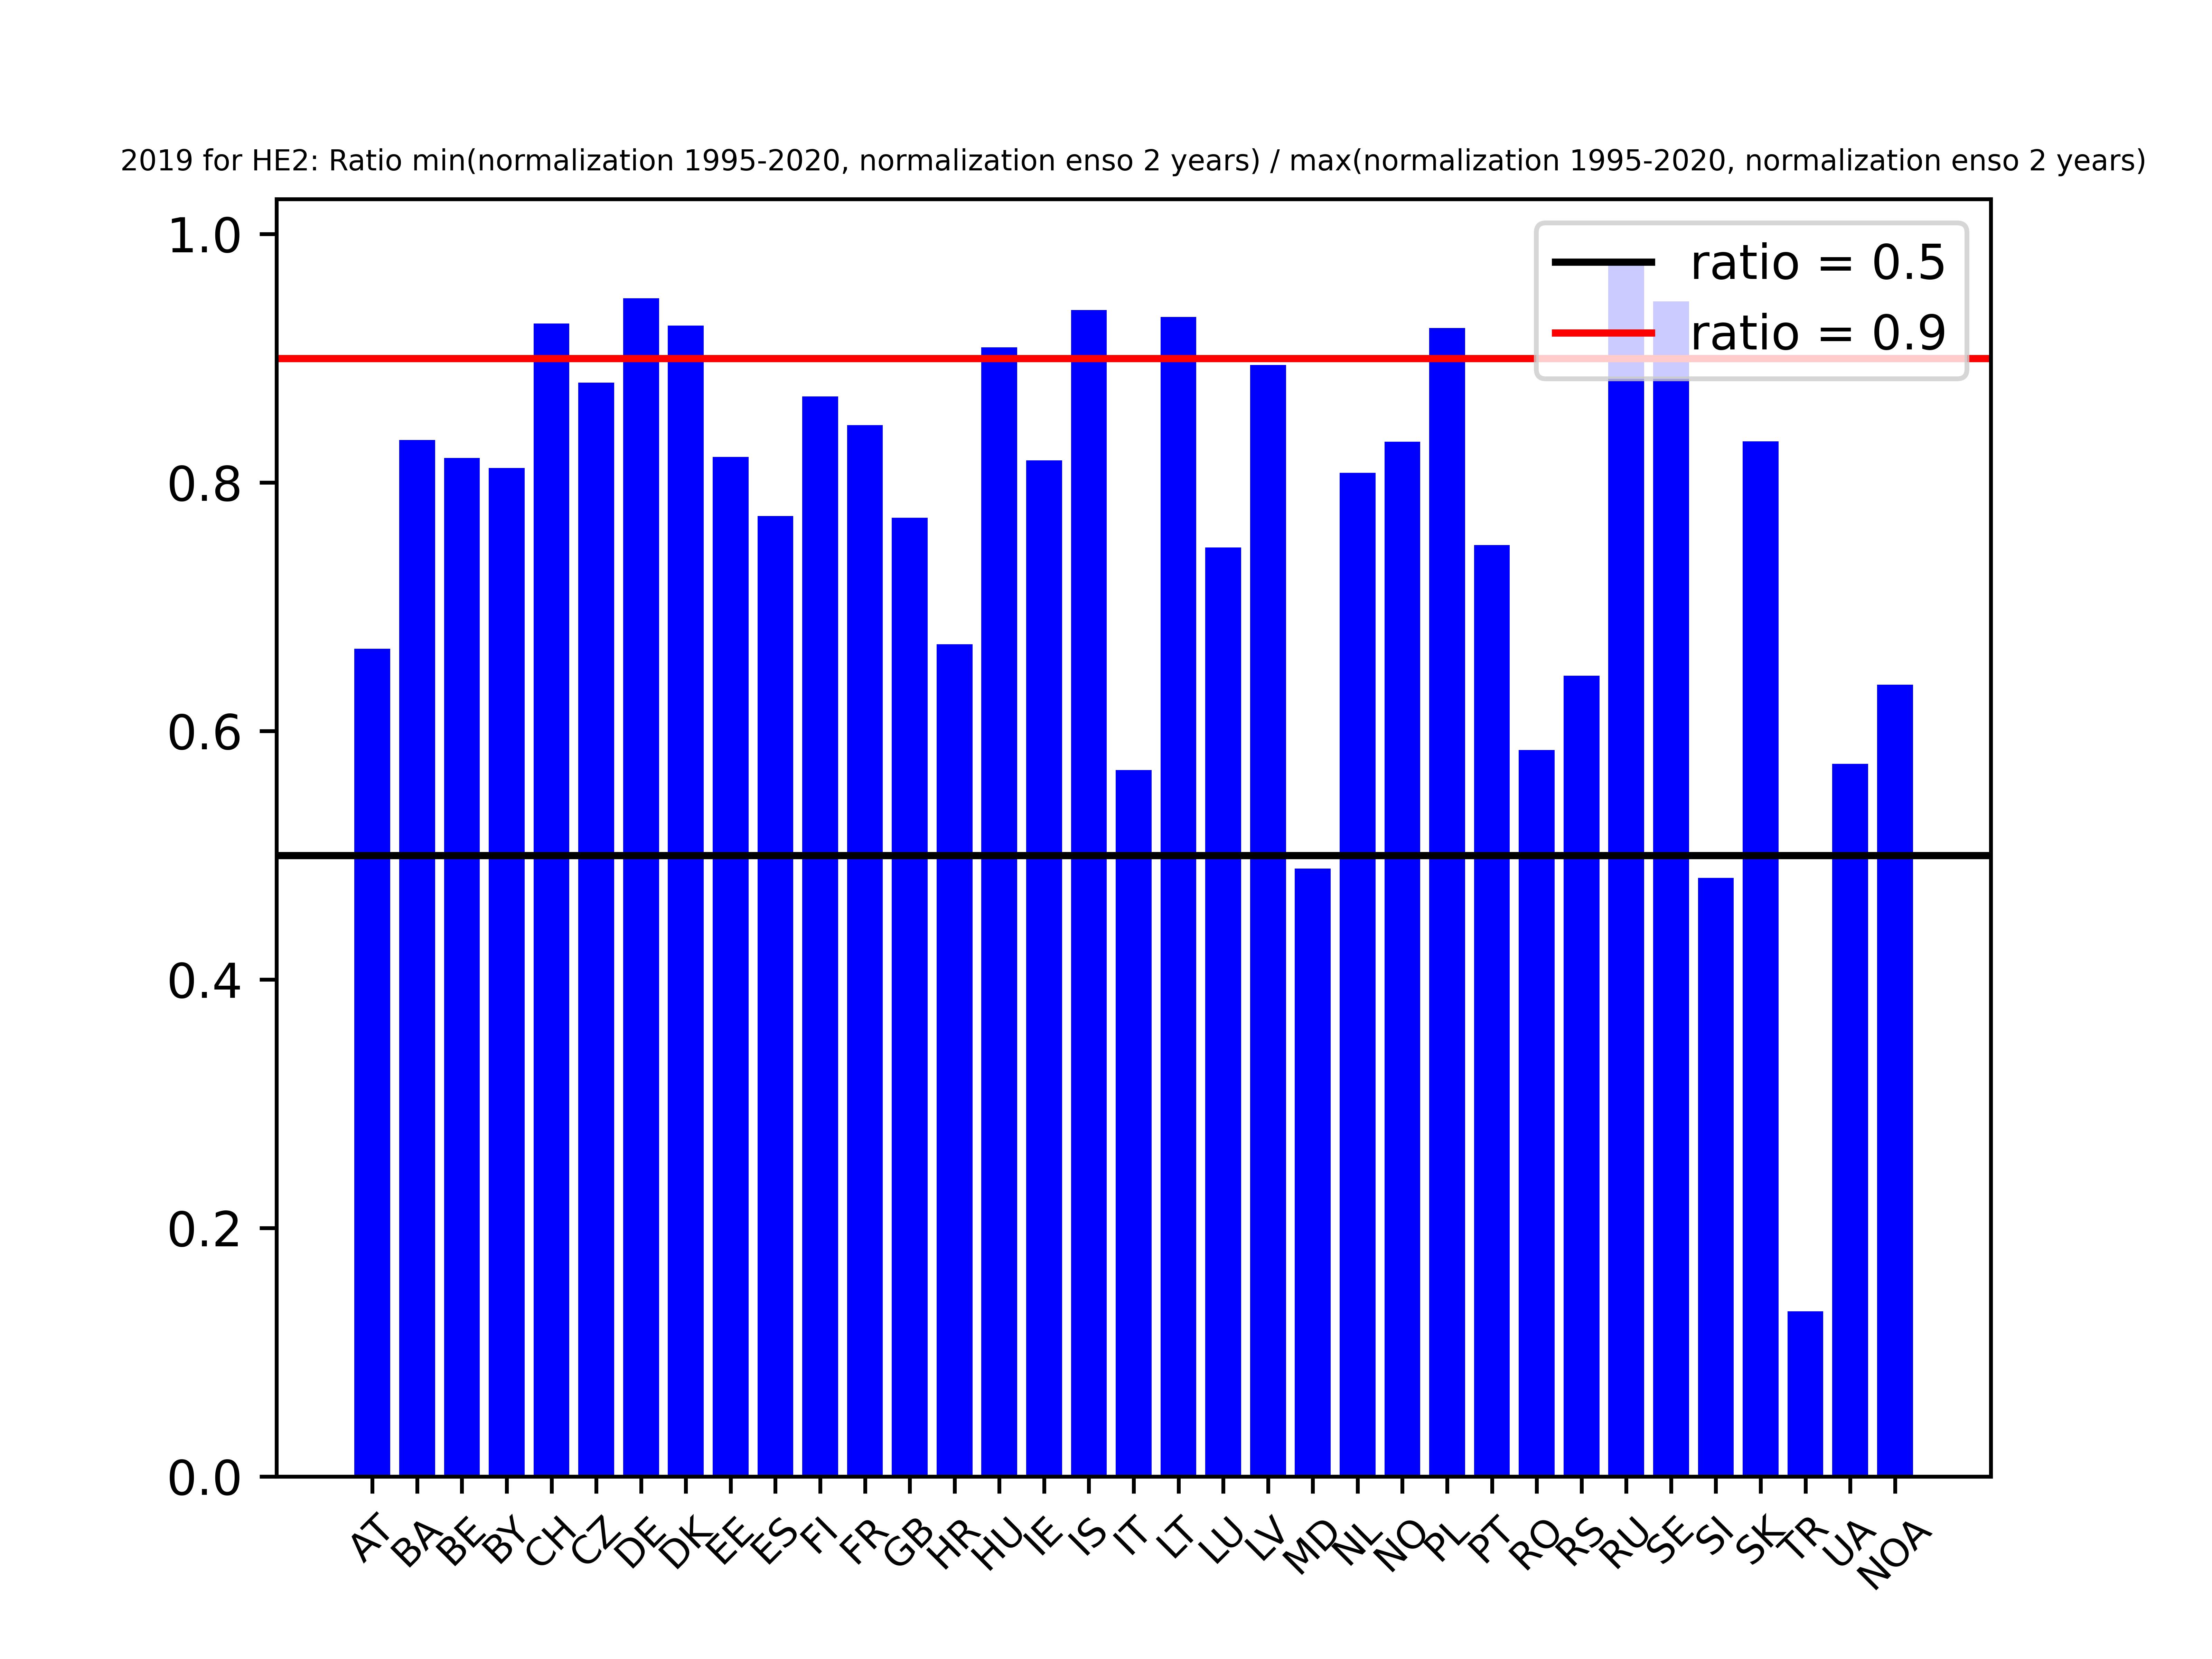 2019 for HE2: Ratio min(normalization 1995-2020, normalization enso 2 years) / max(normalization 1995-2020, normalization enso 2 years)
1.0
ratio = 0.5
ratio = 0.9
0.8
0.6
0.4
0.2
0.0
AT BA BE BY CH CZ DE DK EE ES FI FR GB HR HU IE IS IT LT LU LV MD NL NO PL PT RO RS RU SE SI SK TR UA NOA